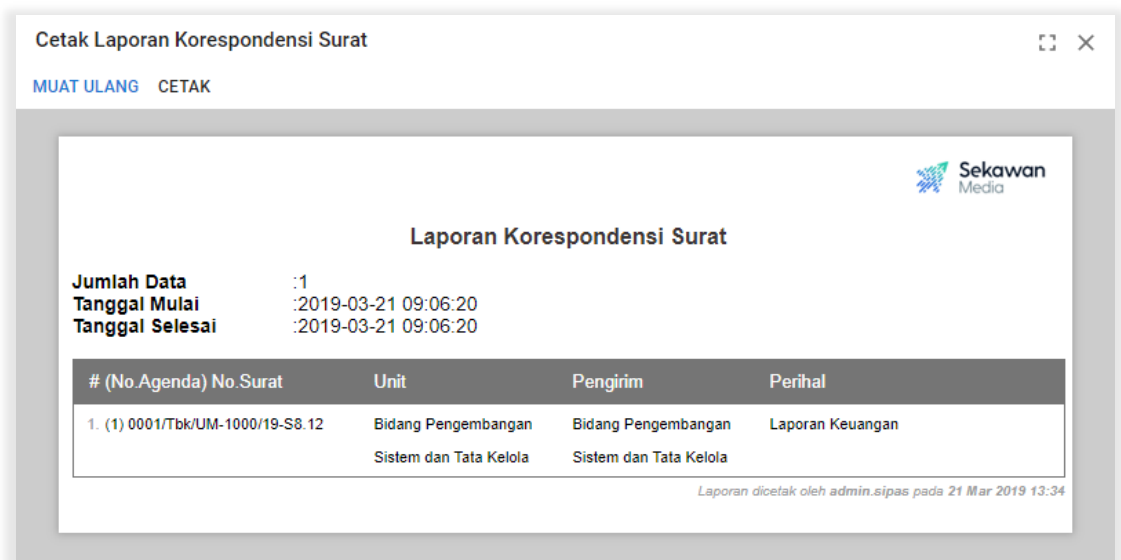 Cetak Laporan Korespondensi Surat
MUAT ULANG CETAK
Sekawan
Media
Laporan Korespondensi Surat
Jumlah Data :1
Tanggal Mulai :2019-03-21 09:06:20
Tanggal Selesai :2019-03-21 09:06:20
# (No.Agenda) No.Surat Unit Pengirim Perihal
1. (1) 0001/Tbk/UM-1000/19-S8.12 Bidang Pengembangan Bidang Pengembangan Laporan Keuangan
Sistem dan Tata Kelola Sistem dan Tata Kelola
Laporan dicetak oleh admin.sipas pada 21 Mar 2019 13:34